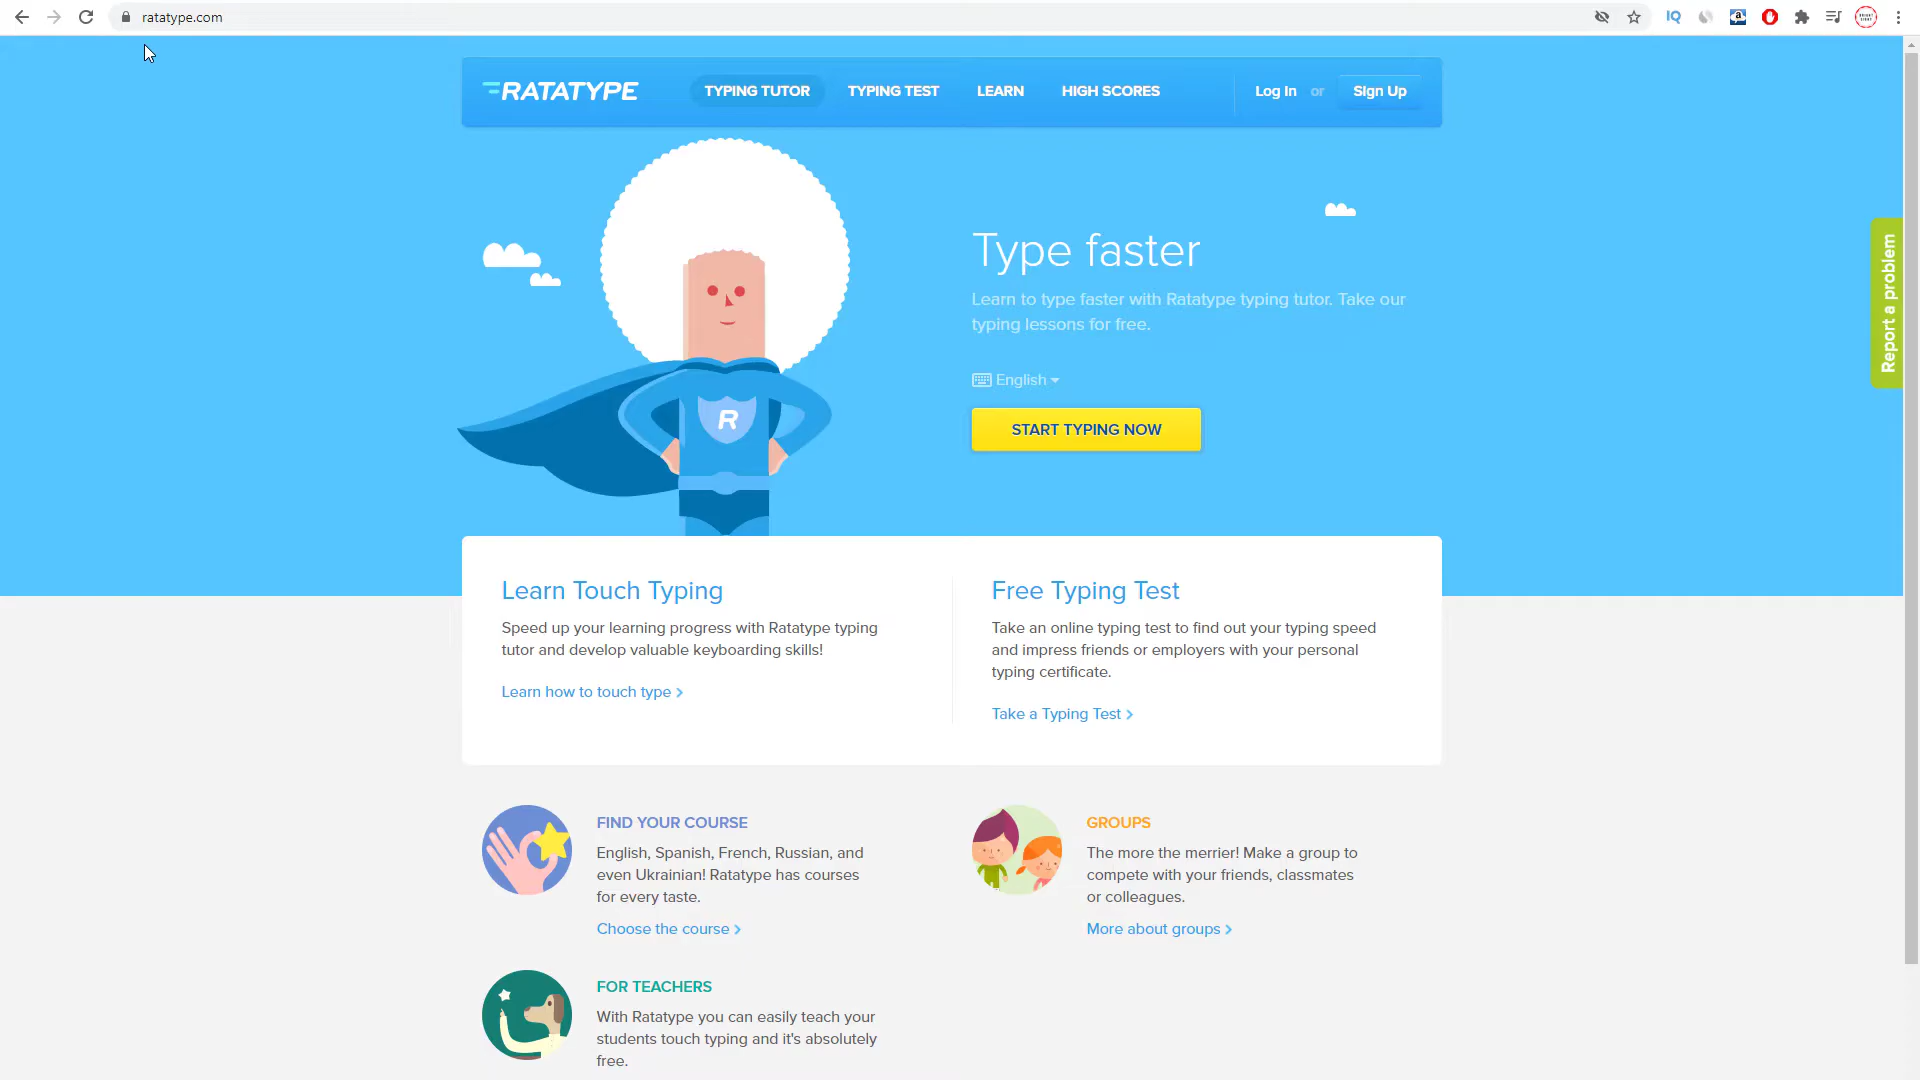 ratatype.com
RATATYPE
TYPING TUTOR
TYPING TEST
LEARN
HIGH SCORES
Log In or Sign Up
Type faster
Learn to type faster with Ratatype typing tutor. Take our
typing lessons for free.
English
START TYPING NOW
R
Report a problem
Learn Touch Typing
Speed up your learning progress with Ratatype typing
tutor and develop valuable keyboarding skills!
Learn how to touch type
Free Typing Test
Take an online typing test to find out your typing speed
and impress friends or employers with your personal
typing certificate.
Take a Typing Test
FIND YOUR COURSE
English, Spanish, French, Russian, and
even Ukrainian! Ratatype has courses
for every taste.
Choose the course
GROUPS
The more the merrier! Make a group to
compete with your friends, classmates
or colleagues.
More about groups
FOR TEACHERS
With Ratatype you can easily teach your
students touch typing and it's absolutely
free.